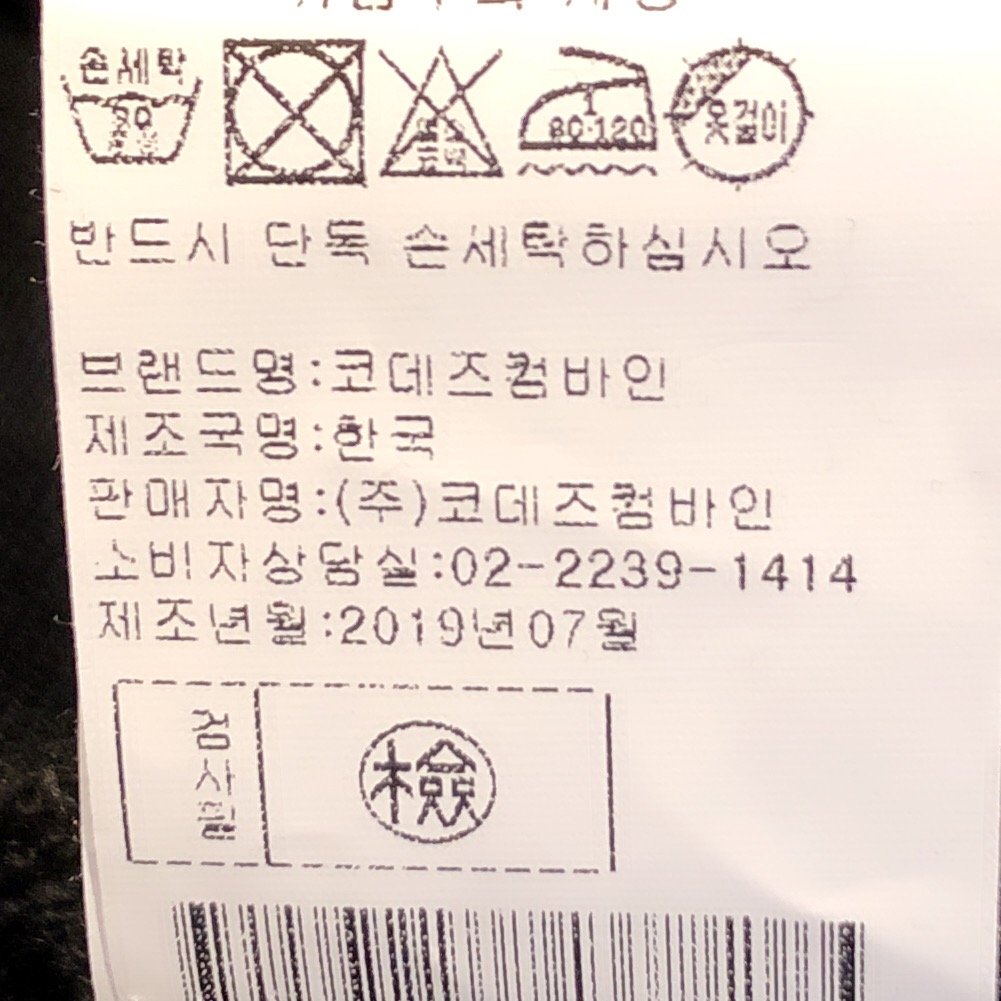 손세탁
30
80·120
옷걸이
반드시 단독 손세탁하십시오
브랜드명:코데즈컴바인
제조국명:한국
판매자명:(주)코데즈컴바인
소비자상담실:02-2239-1414
제조년월:2019년07월
검사필
檢